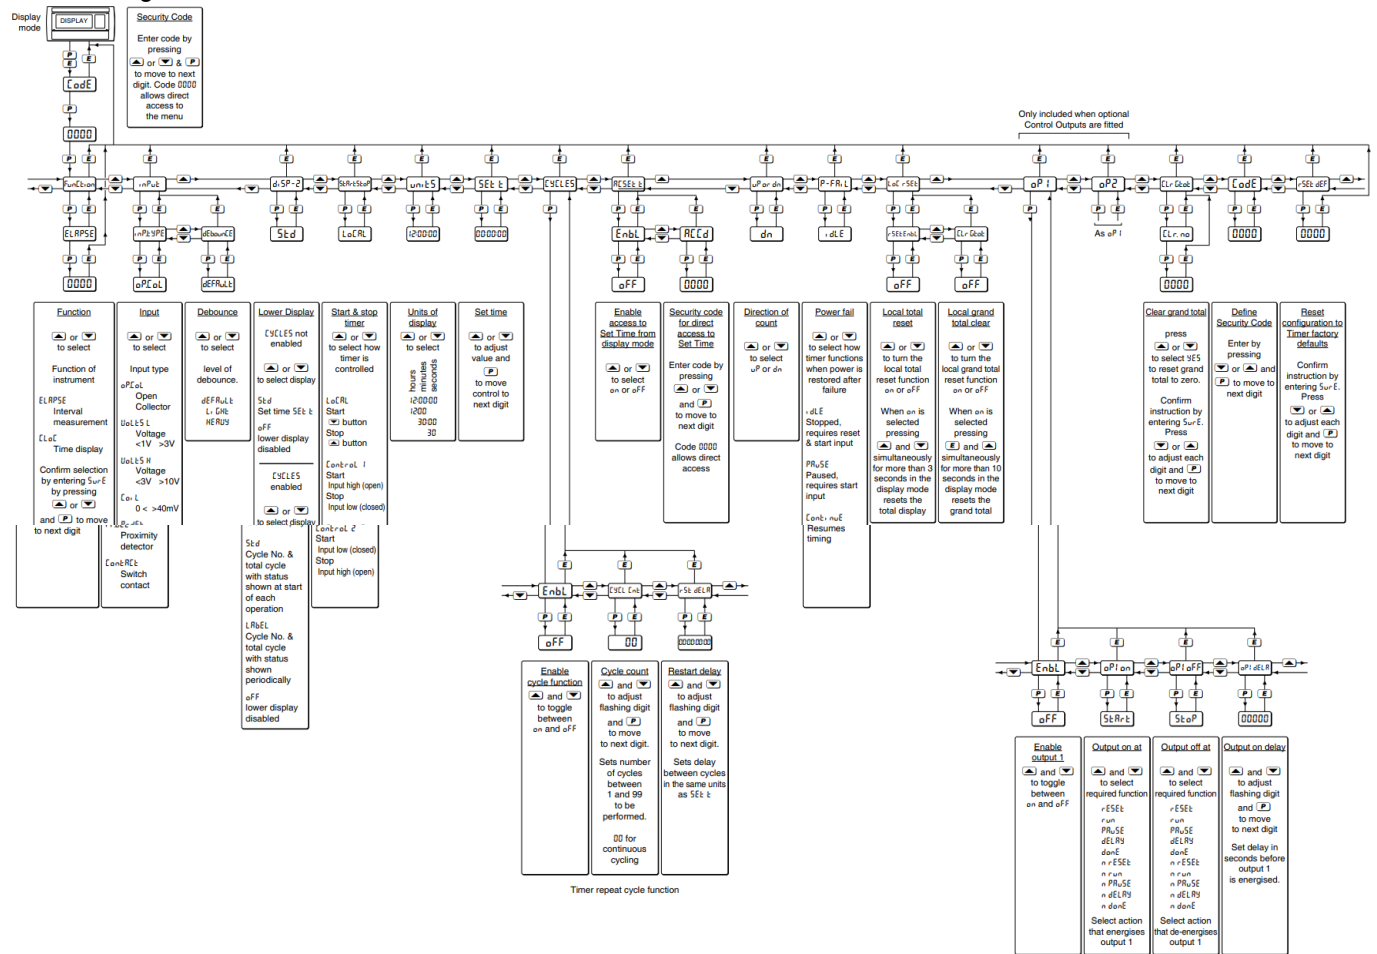 Display
mode
DISPLAY
Security Code
Enter code by
pressing
or & P
to move to next
digit. Code 0000
allows direct
access to
the menu
P
E
E
CodE
P
0000
Only included when optional
Control Outputs are fitted
P E E E E E E E E E E E E E E E E E E
FunCtion
inPut
diSP-2
StArtStoP
unitS
SEt t
CYCLES
ACSEt t
uP or dn
P-FAiL
LoC rSEt
oP1
oP2
CLr Gtot
CodE
rSEt dEF
ELAPSE
inP.tYPE
dEbounCE
Std
LoCAL
12:00:00
00:00:00
EnbL
ACCd
dn
idLE
rSEtEnbL
CLr Gtot
As oP1
CLr. no
0000
0000
0000
oP.CoL
dEFAuLt
oFF
0000
oFF
oFF
0000
Function
or
to select
Function of
instrument
ELAPSE
Interval
measurement
CLoC
Time display
Confirm selection
by entering SurE
by pressing
or
and P to move
to next digit
Input
or
to select
Input type
oP.CoL
Open
Collector
VoLtS L
Voltage
<1V >3V
VoLtS H
Voltage
<3V >10V
CoiL
0 < >40mV
Proximity
detector
ContACt
Switch
contact
Debounce
or
to select
level of
debounce.
dEFAuLt
LiGHt
HEAVY
Lower Display
CYCLES not
enabled
or
to select display
Std
Set time SEt t
oFF
lower display
disabled
CYCLES
enabled
or
to select display
Std
Cycle No. &
total cycle
with status
shown at start
of each
operation
LAbEL
Cycle No. &
total cycle
with status
shown
periodically
oFF
lower display
disabled
Start & stop
timer
or
to select how
timer is
controlled
LoCAL
Start
button
Stop
button
ControL 1
Start
Input high (open)
Stop
Input low (closed)
ControL 2
Start
Input low (closed)
Stop
Input high (open)
Units of
display
or
to select
hours
minutes
seconds
12:00:00
12:00
30:00
30
Set time
or
to adjust
value and
P
to move
control to
next digit
Enable
access to
Set Time from
display mode
or
to select
on or oFF
Security code
for direct
access to
Set Time
Enter code by
pressing
or
and P
to move to
next digit
Code 0000
allows direct
access
Direction of
count
or
to select
uP or dn
Power fail
or
to select how
timer functions
when power is
restored after
failure
idLE
Stopped,
requires reset
& start input
PAuSE
Paused,
requires start
input
ContinuE
Resumes
timing
Local total
reset
or
to turn the
local total
reset function
on or oFF
When on is
selected
pressing
and
simultaneously
for more than 3
seconds in the
display mode
resets the
total display
Local grand
total clear
or
to turn the
local grand total
reset function
on or oFF
When on is
selected
pressing
E and
simultaneously
for more than 10
seconds in the
display mode
resets the
grand total
Clear grand total
press
or
to select YES
to reset grand
total to zero.
Confirm
instruction by
entering SurE.
Press
or
to adjust each
digit and P
to move to
next digit
Define
Security Code
Enter by
pressing
or and
P to move to
next digit
Reset
configuration to
Timer factory
defaults
Confirm
instruction by
entering SurE.
Press
or
to adjust each
digit and P
to move to
next digit
E E E
EnbL
CYCL Cnt
rSt dELA
P E P E P E
oFF
00
00:00:00:00
Enable
cycle function
and
to toggle
between
on and oFF
Cycle count
and
to adjust
flashing digit
and P
to move
to next digit.
Sets number
of cycles
between
1 and 99
to be
performed.
00 for
continuous
cycling
Restart delay
and
to adjust
flashing digit
and P
to move
to next digit.
Sets delay
between cycles
in the same units
as SEt t
Timer repeat cycle function
E E E
EnbL
oP1on
oP1oFF
oP1dELA
P E P E P E P E
oFF
StArt
StoP
00000
Enable
output 1
and
to toggle
between
on and oFF
Output on at
and
to select
required function
rESEt
run
PAuSE
dELAY
donE
n rESEt
n run
n PAuSE
n dELAY
n donE
Select action
that energises
output 1
Output off at
and
to select
required function
rESEt
run
PAuSE
dELAY
donE
n rESEt
n run
n PAuSE
n dELAY
n donE
Select action
that de-energises
output 1
Output on delay
and
to adjust
flashing digit
and P
to move
to next digit
Set delay in
seconds before
output 1
is energised.